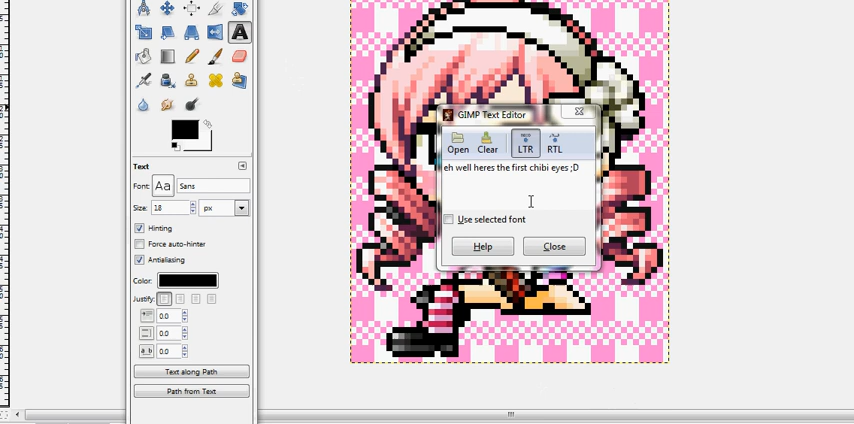 GIMP Text Editor
Open Clear LTR RTL
eh well heres the first chibi eyes ;D
Use selected font
Help Close
Text
Font: Aa Sans
Size: 18 px
Hinting
Force auto-hinter
Antialiasing
Color:
Justify:
0.0
0.0
0.0
Text along Path
Path from Text